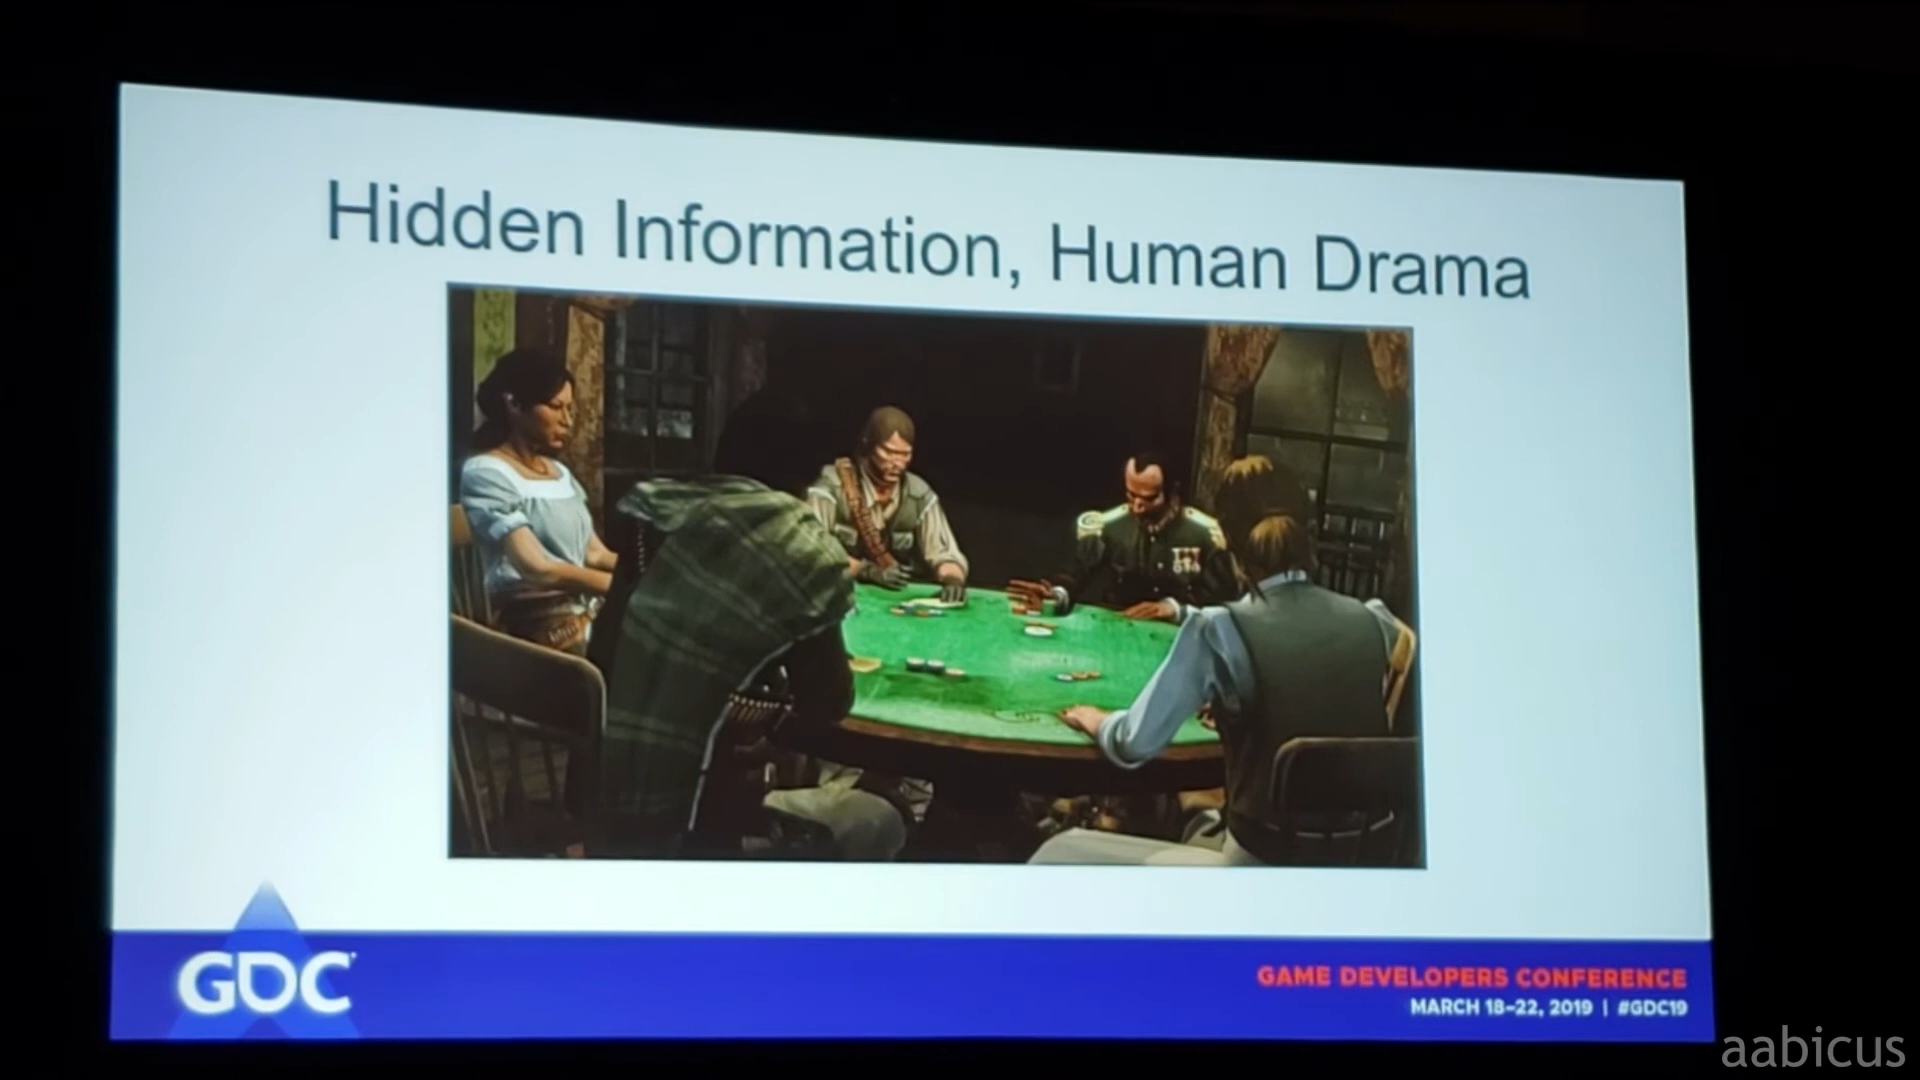 Hidden Information, Human Drama
GDC
GAME DEVELOPERS CONFERENCE
MARCH 18–22, 2019 | #GDC19
aabicus